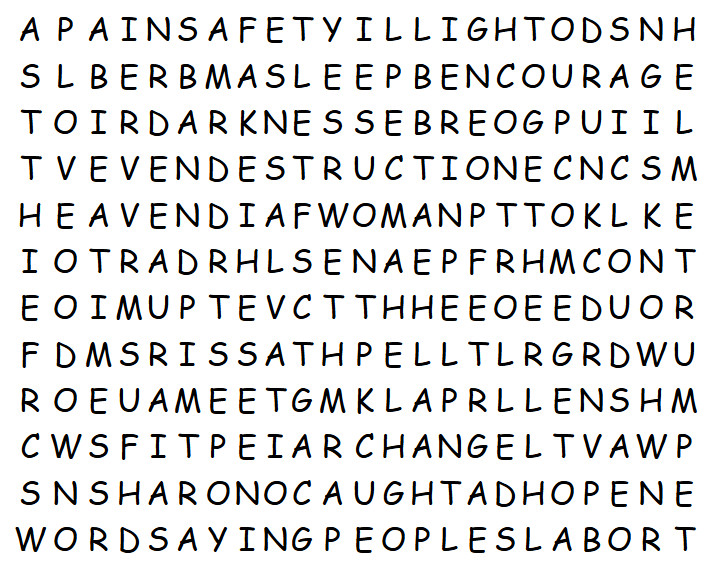 A P A I N S A F E T Y I L L I G H T O D S N H
S L B E R B M A S L E E P B E N C O U R A G E
T O I R D A R K N E S S E B R E O G P U I I L
T V E V E N D E S T R U C T I O N E C N C S M
H E A V E N D I A F W O M A N P T T O K L K E
I O T R A D R H L S E N A E P F R H M C O N T
E O I M U P T E V C T T H H E E O E E D U O R
F D M S R I S S A T H P E L L T L R G R D W U
R O E U A M E E T G M K L A P R L L E N S H M
C W S F I T P E I A R C H A N G E L T V A W P
S N S H A R O N O C A U G H T A D H O P E N E
W O R D S A Y I N G P E O P L E S L A B O R T